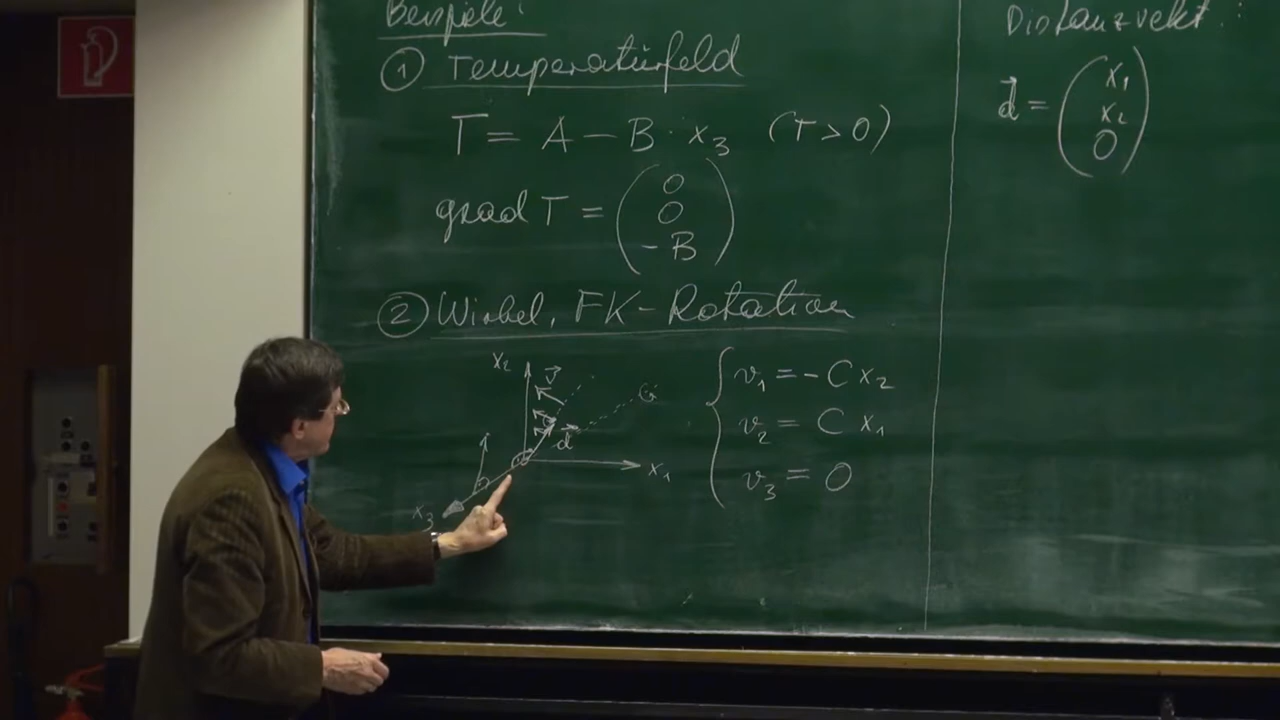 Beispiele:
① Temperaturfeld
T = A − B · x₃ (T > 0)
grad T = ( 0
0
− B )
② Wirbel, FK-Rotation
x₂
v⃗
G
d⃗
x₁
x₃
v₁ = − C x₂
v₂ = C x₁
v₃ = 0
Distanzvekt.:
d⃗ = ( x₁
x₂
0 )